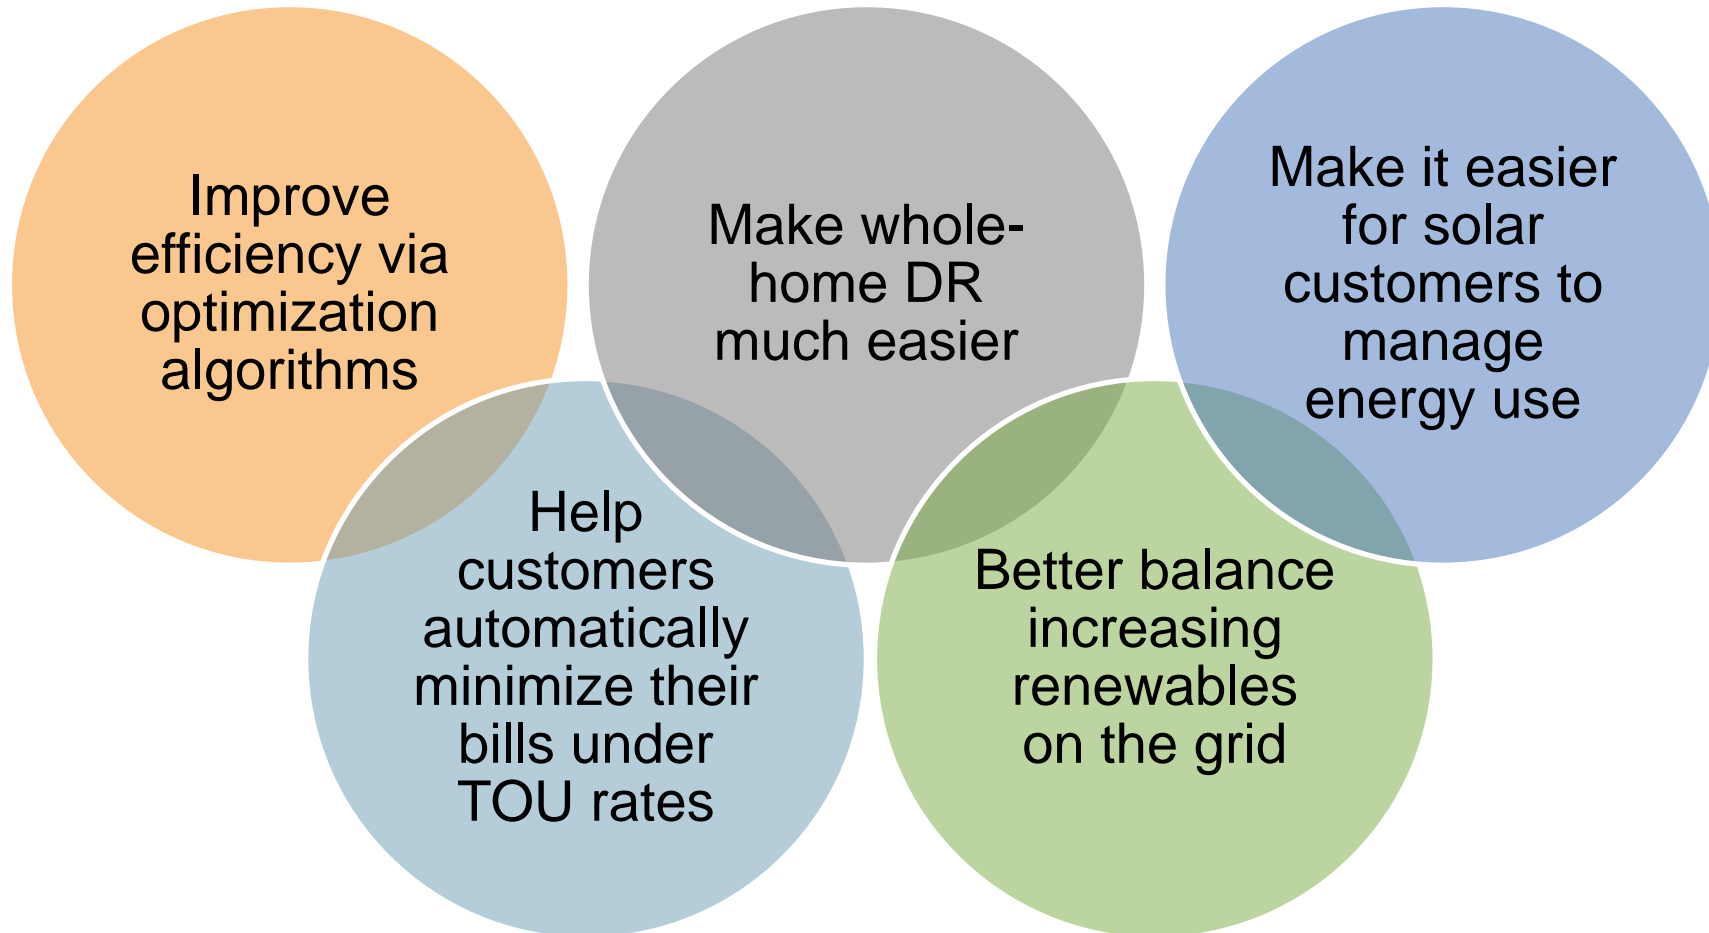 Improve
efficiency via
optimization
algorithms
Make whole-
home DR
much easier
Make it easier
for solar
customers to
manage
energy use
Help
customers
automatically
minimize their
bills under
TOU rates
Better balance
increasing
renewables
on the grid